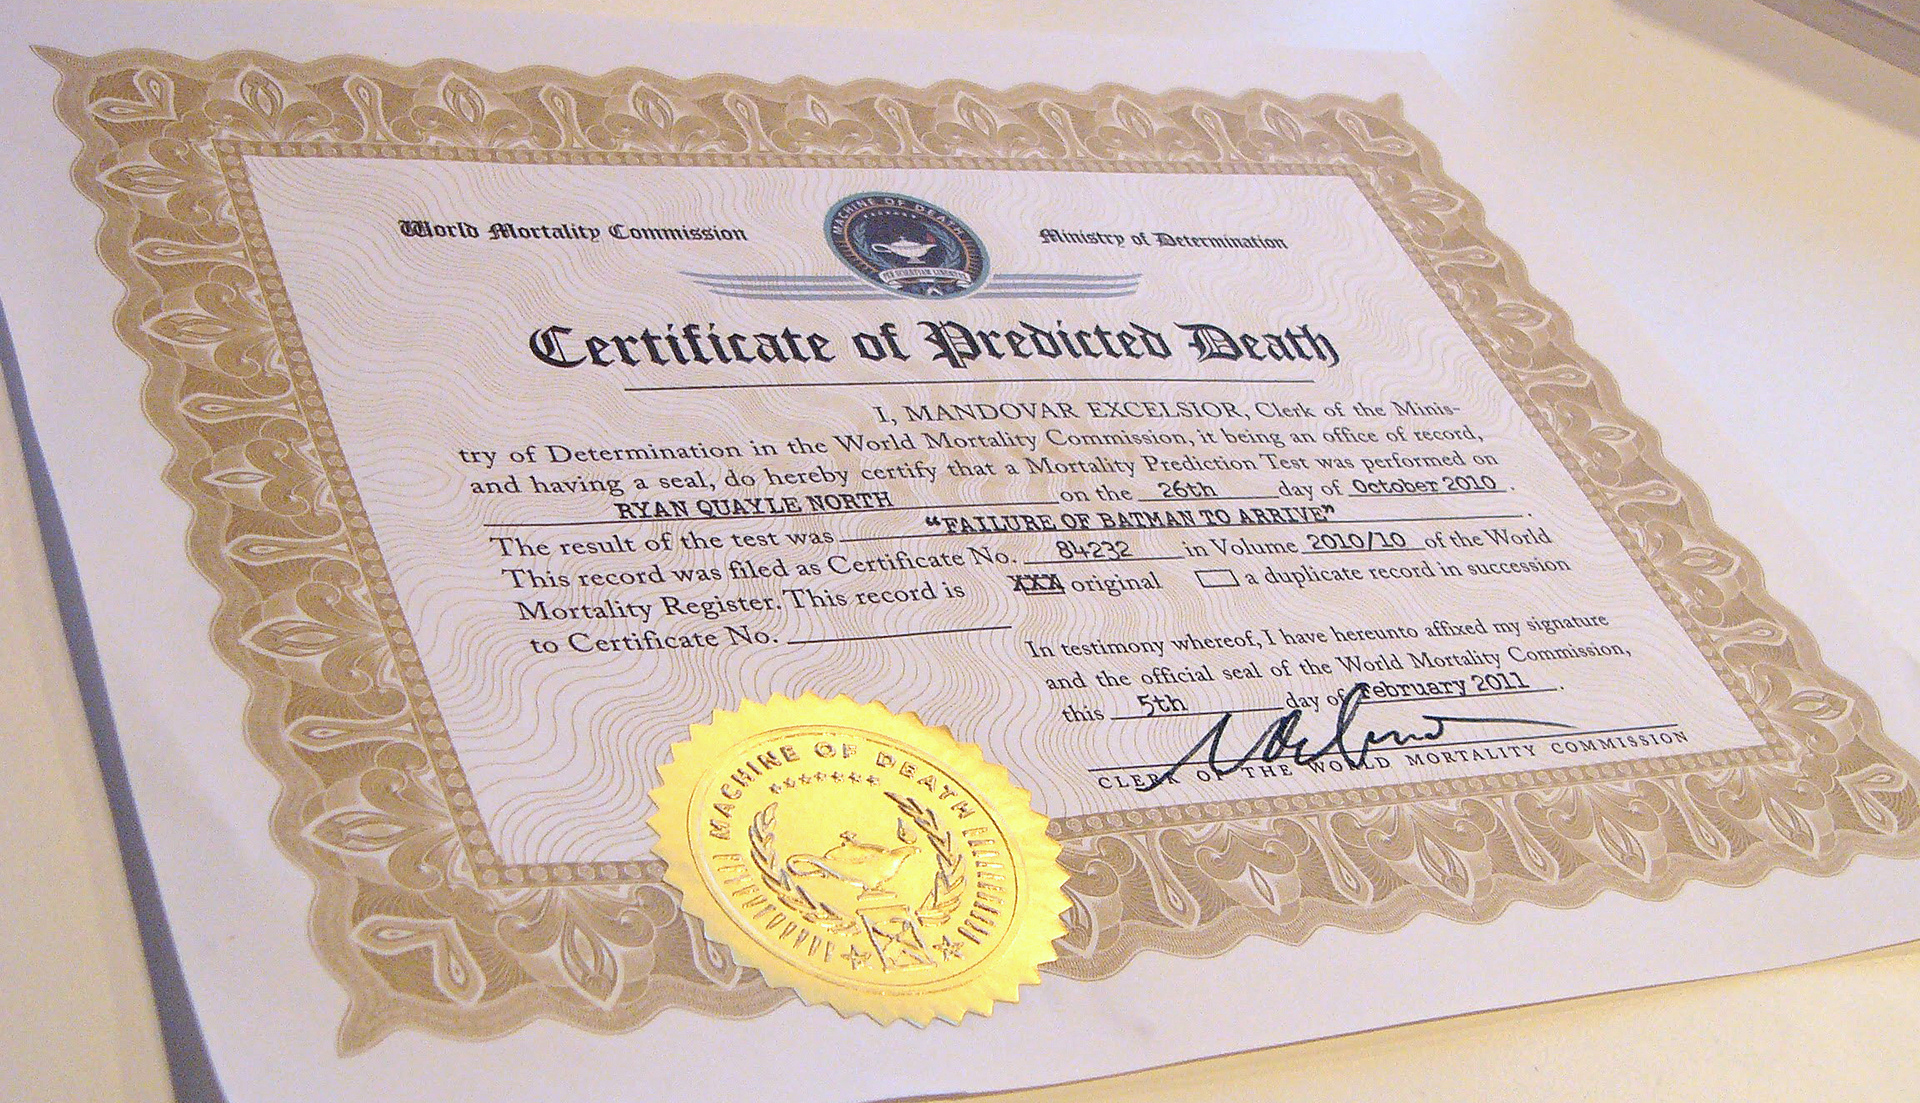 World Mortality Commission
MACHINE OF DEATH
Ministry of Determination
Certificate of Predicted Death
I, MANDOVAR EXCELSIOR, Clerk of the Minis-
try of Determination in the World Mortality Commission, it being an office of record,
and having a seal, do hereby certify that a Mortality Prediction Test was performed on
RYAN QUAYLE NORTH on the 26th day of October 2010.
The result of the test was "FAILURE OF BATMAN TO ARRIVE".
This record was filed as Certificate No. 84232 in Volume 2010/10 of the World
Mortality Register. This record is XXX original a duplicate record in succession
to Certificate No.
In testimony whereof, I have hereunto affixed my signature
and the official seal of the World Mortality Commission,
this 5th day of February 2011.
CLERK OF THE WORLD MORTALITY COMMISSION
MACHINE OF DEATH